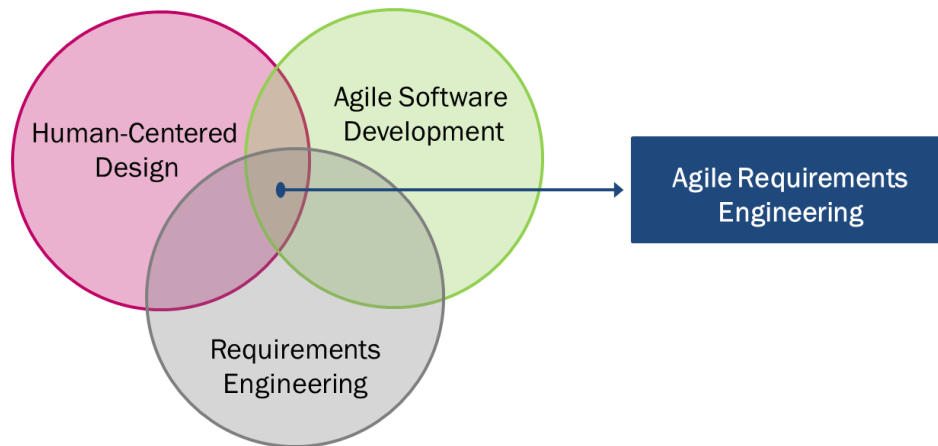 Human-Centered
Design
Agile Software
Development
Requirements
Engineering
Agile Requirements
Engineering